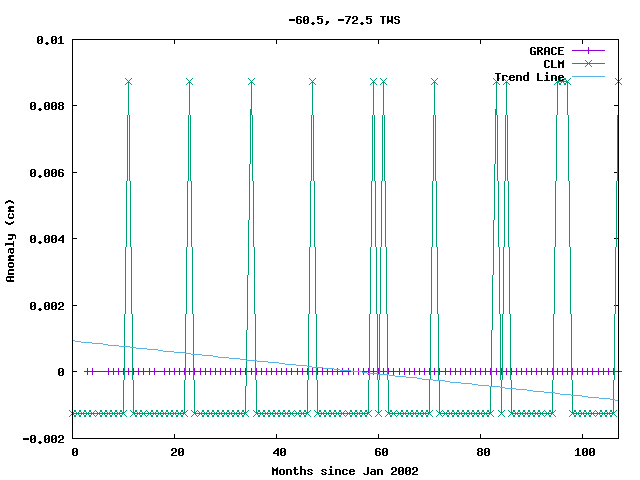 -60.5, -72.5 TWS
0.01
GRACE
CLM
Trend Line
0.008
0.006
0.004
Anomaly (cm)
0.002
0
-0.002
0 20 40 60 80 100
Months since Jan 2002